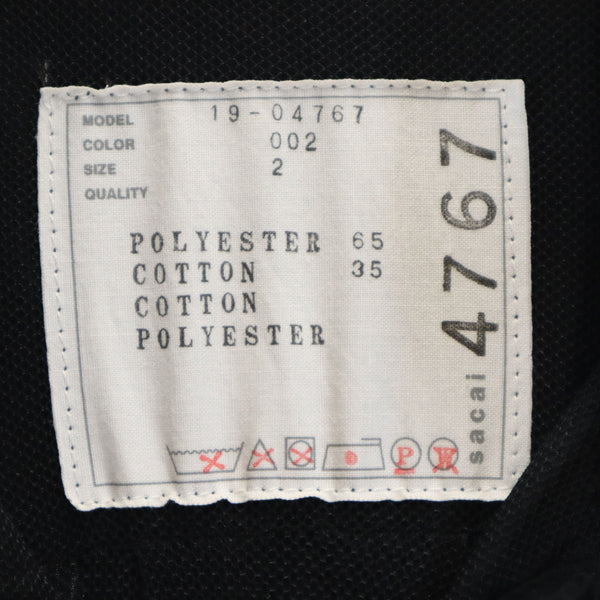 MODEL 19-04767
COLOR 002
SIZE 2
QUALITY
POLYESTER 65
COTTON 35
COTTON
POLYESTER
P W
sacai 4767